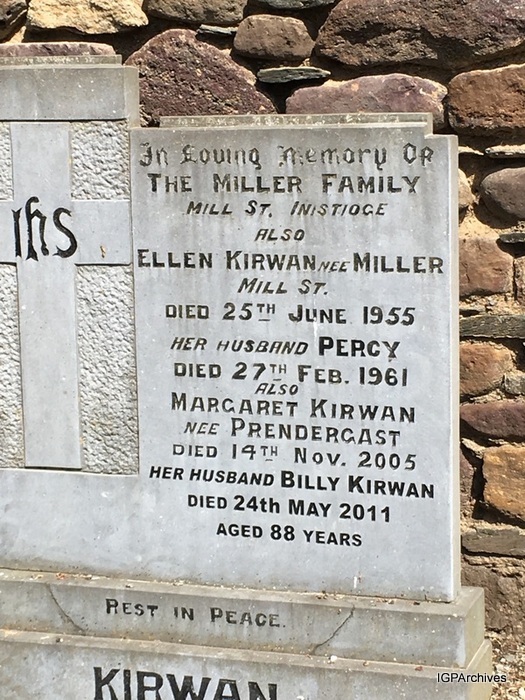 IHS
In Loving Memory Of
THE MILLER FAMILY
MILL ST. INISTIOGE
ALSO
ELLEN KIRWAN NEE MILLER
MILL ST.
DIED 25TH JUNE 1955
HER HUSBAND PERCY
DIED 27TH FEB. 1961
ALSO
MARGARET KIRWAN
NEE PRENDERGAST
DIED 14TH NOV. 2005
HER HUSBAND BILLY KIRWAN
DIED 24th MAY 2011
AGED 88 YEARS
REST IN PEACE.
KIRWAN
IGPArchives